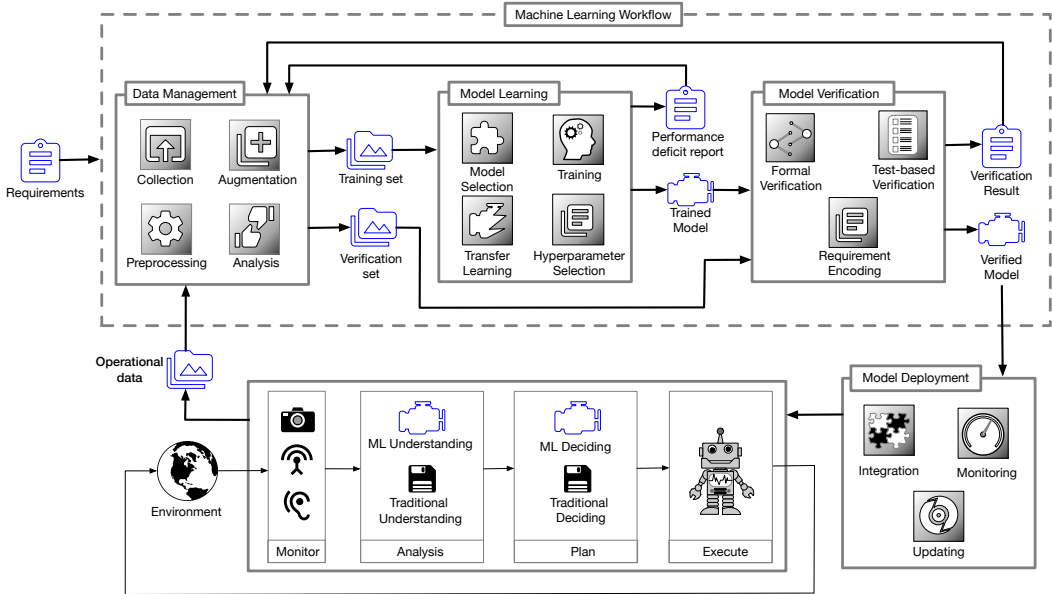 Machine Learning Workflow
Data Management
Model Learning
Model Verification
Requirements
Collection
Augmentation
Preprocessing
Analysis
Training set
Verification
set
Model
Selection
Training
Transfer
Learning
Hyperparameter
Selection
Performance
deficit report
Trained
Model
Formal
Verification
Test-based
Verification
Requirement
Encoding
Verification
Result
Verified
Model
Operational
data
Environment
Monitor
ML Understanding
Traditional
Understanding
Analysis
ML Deciding
Traditional
Deciding
Plan
Execute
Model Deployment
Integration
Monitoring
Updating